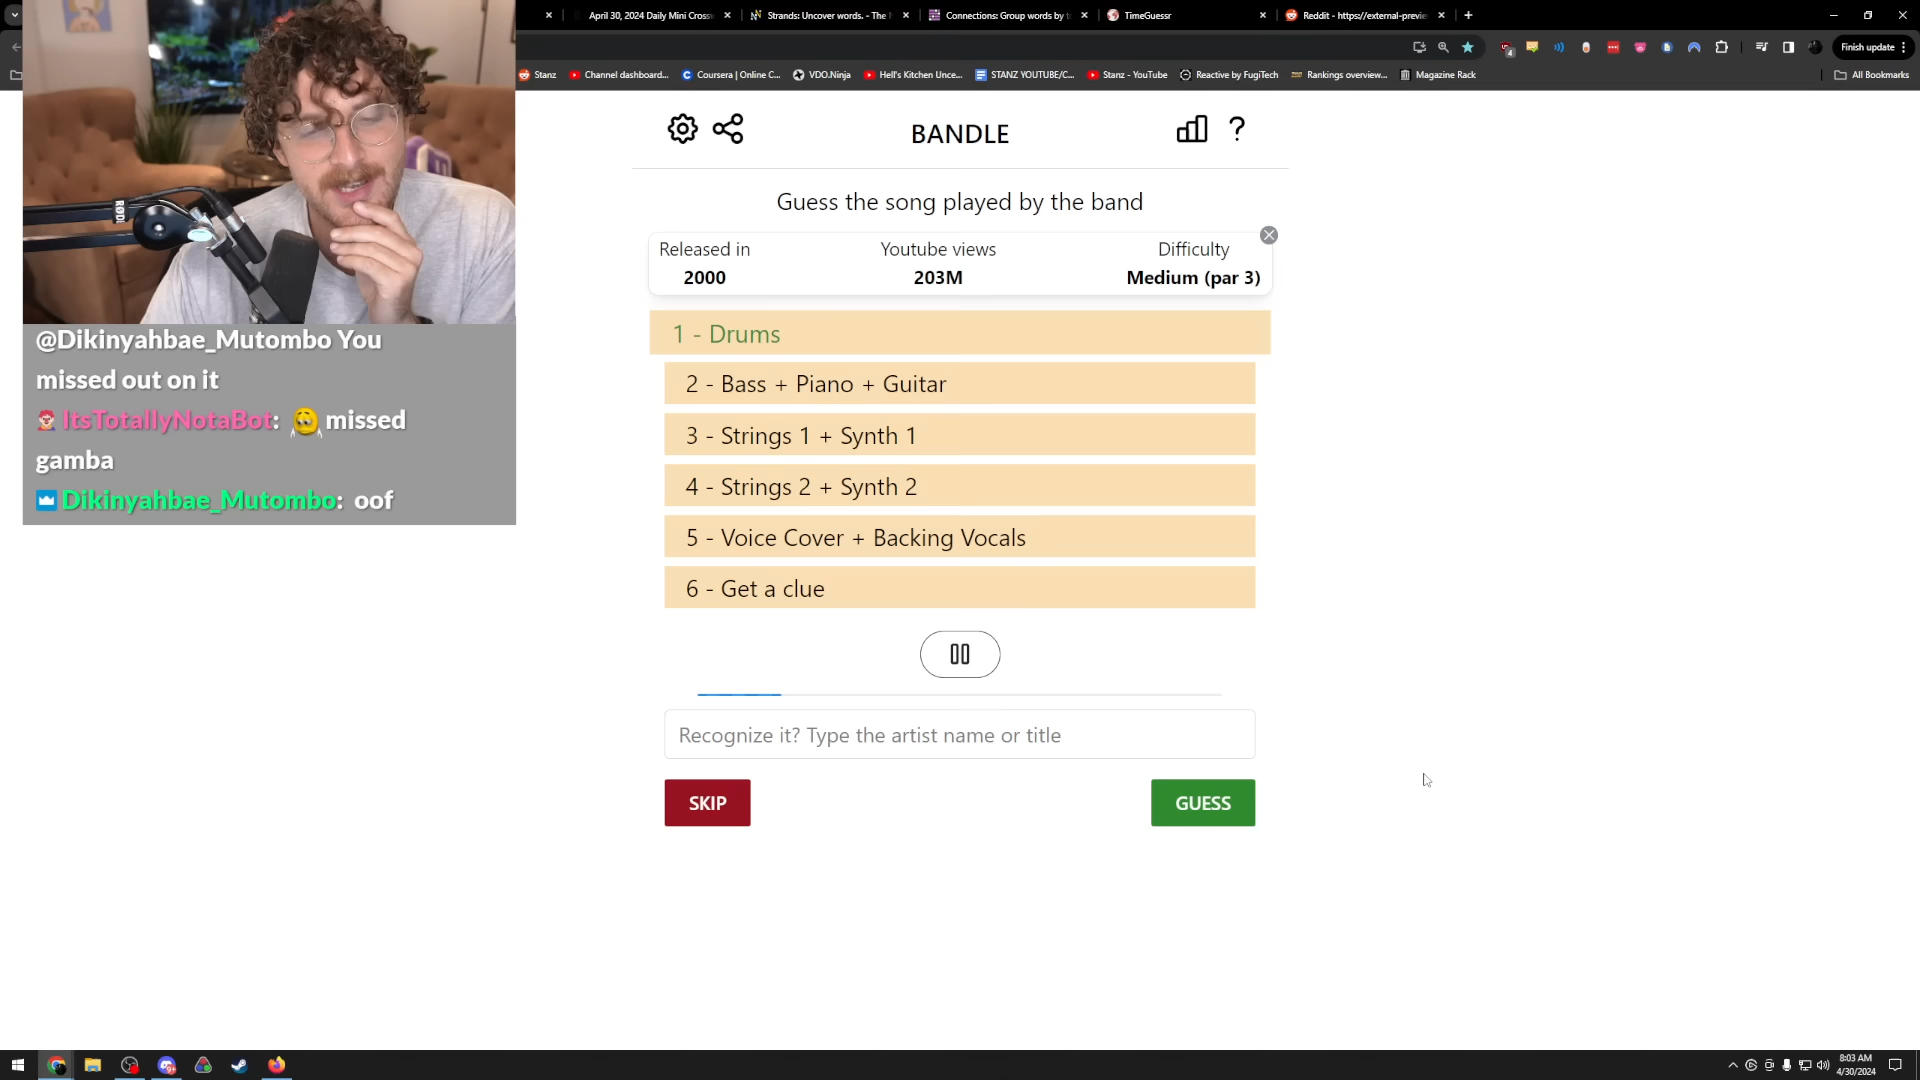 April 30, 2024 Daily Mini Cross
Strands: Uncover words. - The
Connections: Group words by t
TimeGuessr
Reddit - https://external-previe
Finish update
Stanz
Channel dashboard...
Coursera | Online C...
VDO.Ninja
Hell's Kitchen Unce...
STANZ YOUTUBE/C...
Stanz - YouTube
Reactive by FugiTech
Rankings overview...
Magazine Rack
All Bookmarks
RØDE
@Dikinyahbae_Mutombo You
missed out on it
ItsTotallyNotaBot: missed
gamba
Dikinyahbae_Mutombo: oof
BANDLE
Guess the song played by the band
Released in
2000
Youtube views
203M
Difficulty
Medium (par 3)
1 - Drums
2 - Bass + Piano + Guitar
3 - Strings 1 + Synth 1
4 - Strings 2 + Synth 2
5 - Voice Cover + Backing Vocals
6 - Get a clue
Recognize it? Type the artist name or title
SKIP
GUESS
8:03 AM
4/30/2024